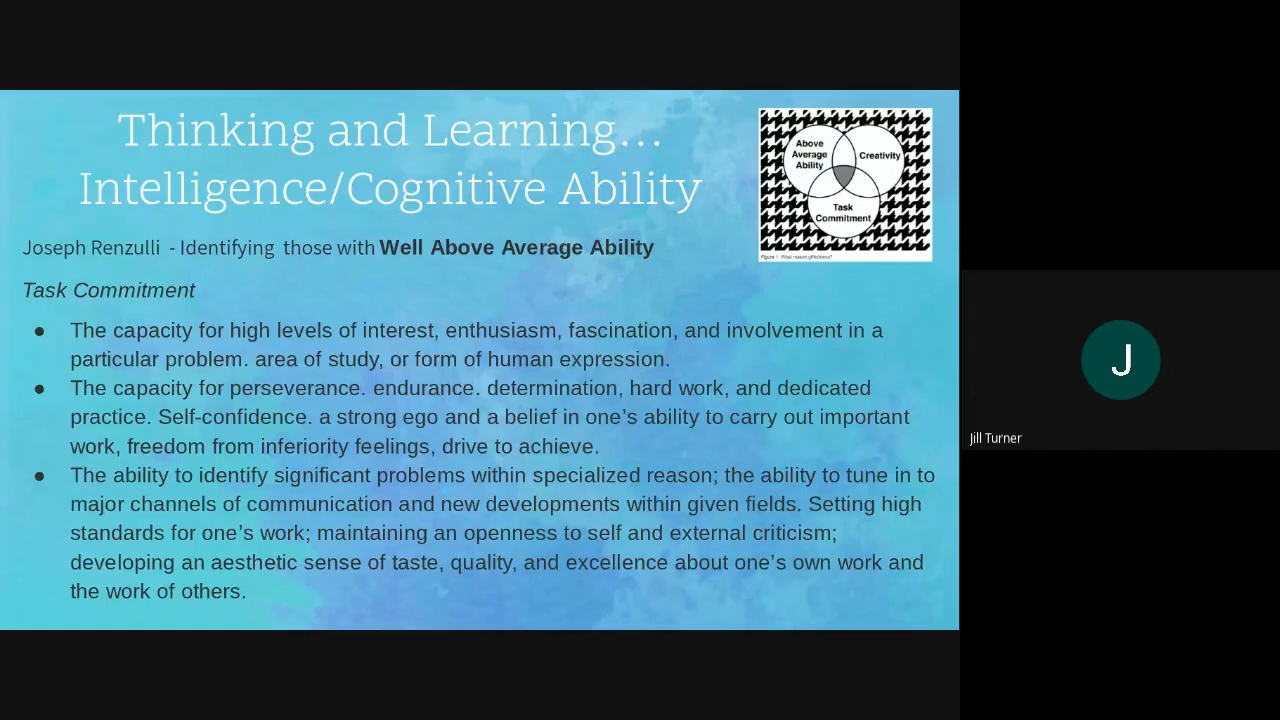 Thinking and Learning...
Intelligence/Cognitive Ability
Above
Average
Ability
Creativity
Task
Commitment
Joseph Renzulli - Identifying those with Well Above Average Ability
Task Commitment
● The capacity for high levels of interest, enthusiasm, fascination, and involvement in a
particular problem. area of study, or form of human expression.
● The capacity for perseverance. endurance. determination, hard work, and dedicated
practice. Self-confidence. a strong ego and a belief in one's ability to carry out important
work, freedom from inferiority feelings, drive to achieve.
● The ability to identify significant problems within specialized reason; the ability to tune in to
major channels of communication and new developments within given fields. Setting high
standards for one's work; maintaining an openness to self and external criticism;
developing an aesthetic sense of taste, quality, and excellence about one's own work and
the work of others.
J
Jill Turner